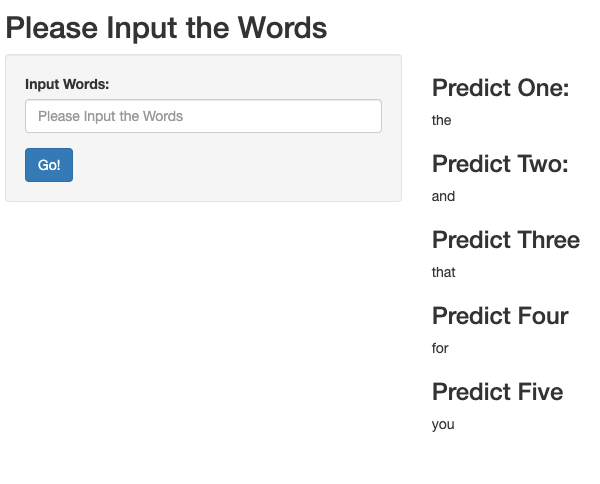 Please Input the Words
Input Words:
Please Input the Words
Go!
Predict One:
the
Predict Two:
and
Predict Three
that
Predict Four
for
Predict Five
you